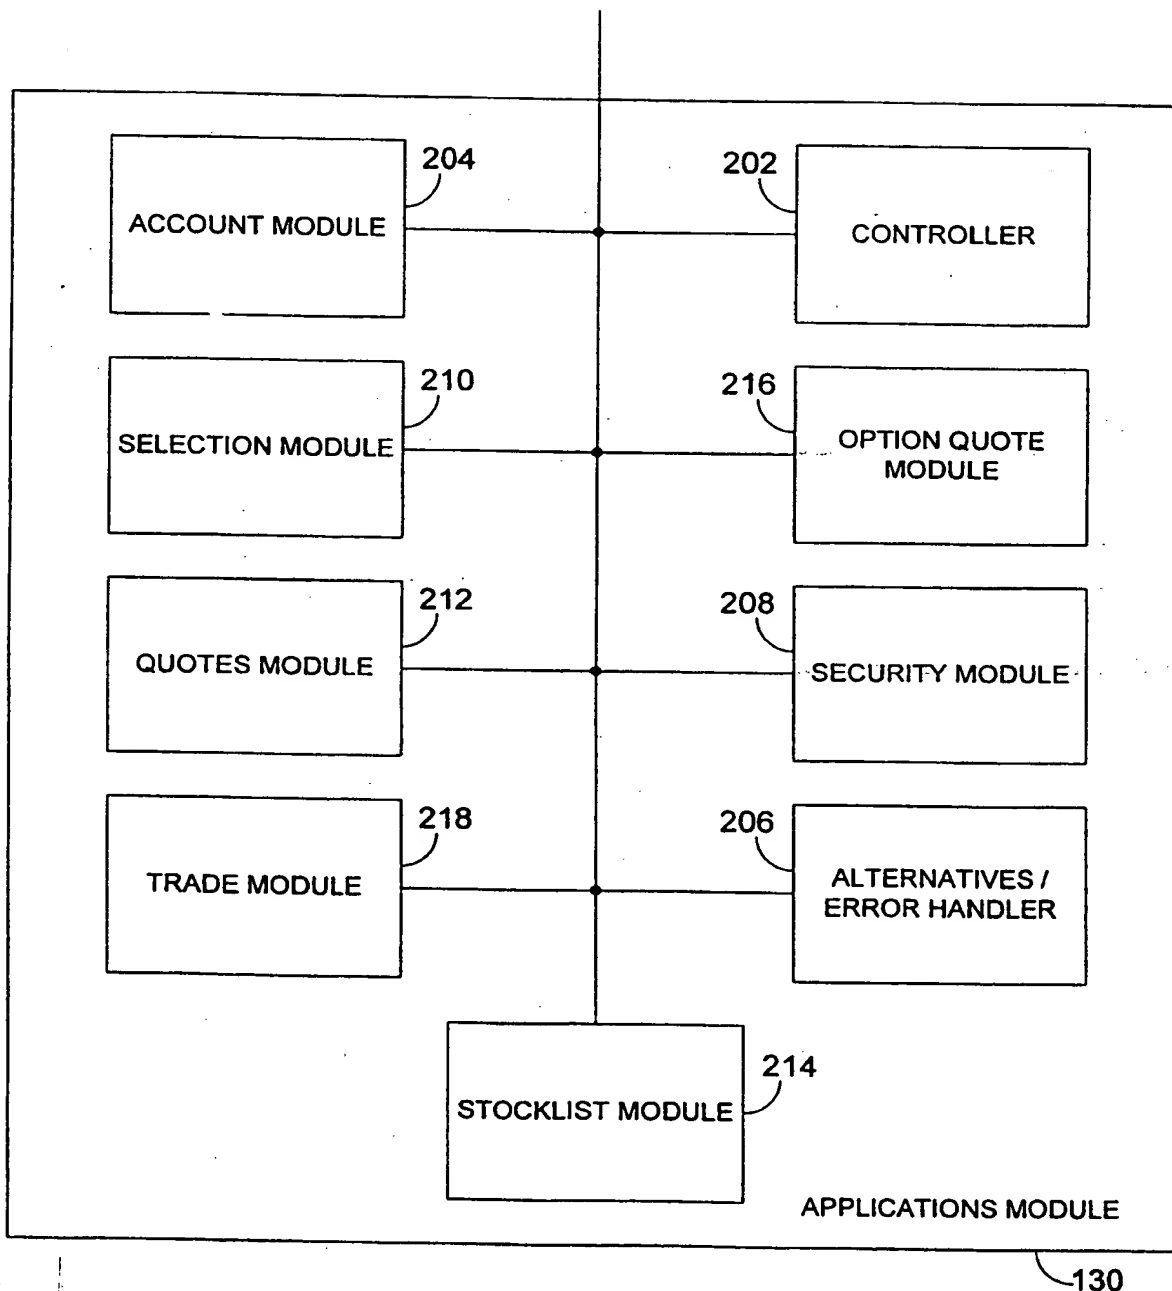 204
202
ACCOUNT MODULE
CONTROLLER
210
216
SELECTION MODULE
OPTION QUOTE
MODULE
212
208
QUOTES MODULE
SECURITY MODULE
218
206
TRADE MODULE
ALTERNATIVES /
ERROR HANDLER
214
STOCKLIST MODULE
APPLICATIONS MODULE
130